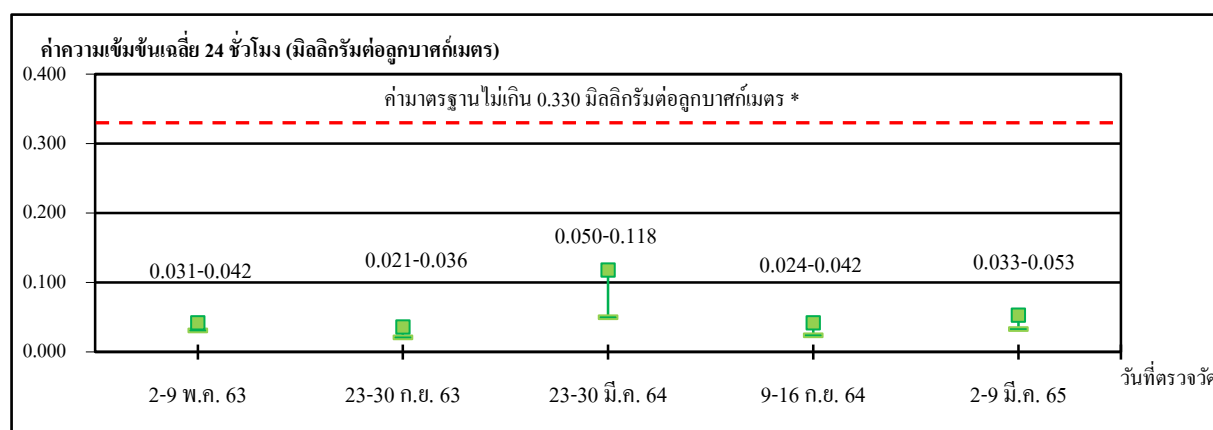 ค่าความเข้มข้นเฉลี่ย 24 ชั่วโมง (มิลลิกรัมต่อลูกบาศก์เมตร)
0.400
ค่ามาตรฐานไม่เกิน 0.330 มิลลิกรัมต่อลูกบาศก์เมตร *
0.300
0.200
0.050-0.118
0.031-0.042 0.021-0.036 0.024-0.042 0.033-0.053
0.100
0.000
วันที่ตรวจวัด
2-9 พ.ค. 63 23-30 ก.ย. 63 23-30 มี.ค. 64 9-16 ก.ย. 64 2-9 มี.ค. 65